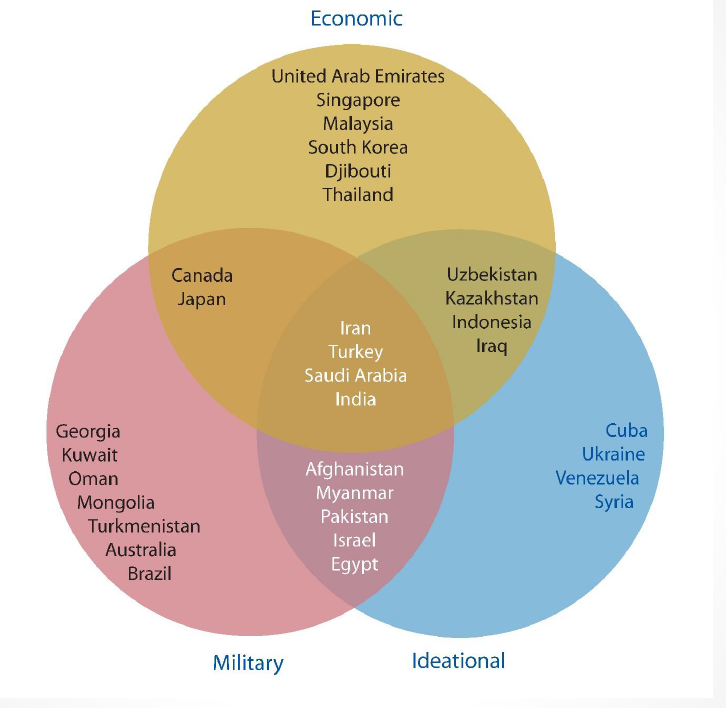 Economic
United Arab Emirates
Singapore
Malaysia
South Korea
Djibouti
Thailand
Canada
Japan
Uzbekistan
Kazakhstan
Indonesia
Iraq
Iran
Turkey
Saudi Arabia
India
Georgia
Kuwait
Oman
Mongolia
Turkmenistan
Australia
Brazil
Afghanistan
Myanmar
Pakistan
Israel
Egypt
Cuba
Ukraine
Venezuela
Syria
Military
Ideational